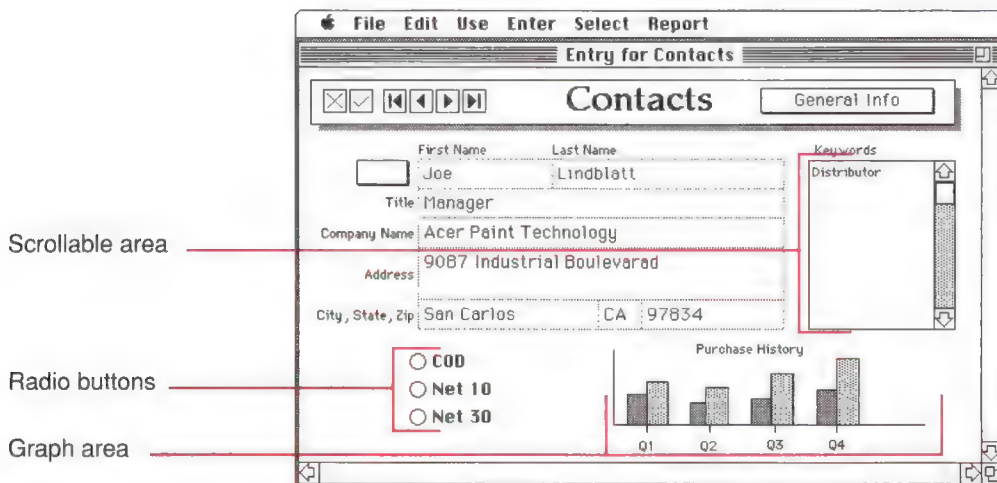 File Edit Use Enter Select Report
Entry for Contacts
Contacts
General Info
First Name Last Name
Keywords
Joe Lindblatt
Distributor
Title Manager
Company Name Acer Paint Technology
Scrollable area
Address 9087 Industrial Boulevarad
City, State, Zip San Carlos CA 97834
Purchase History
COD
Radio buttons
Net 10
Net 30
Graph area
Q1 Q2 Q3 Q4